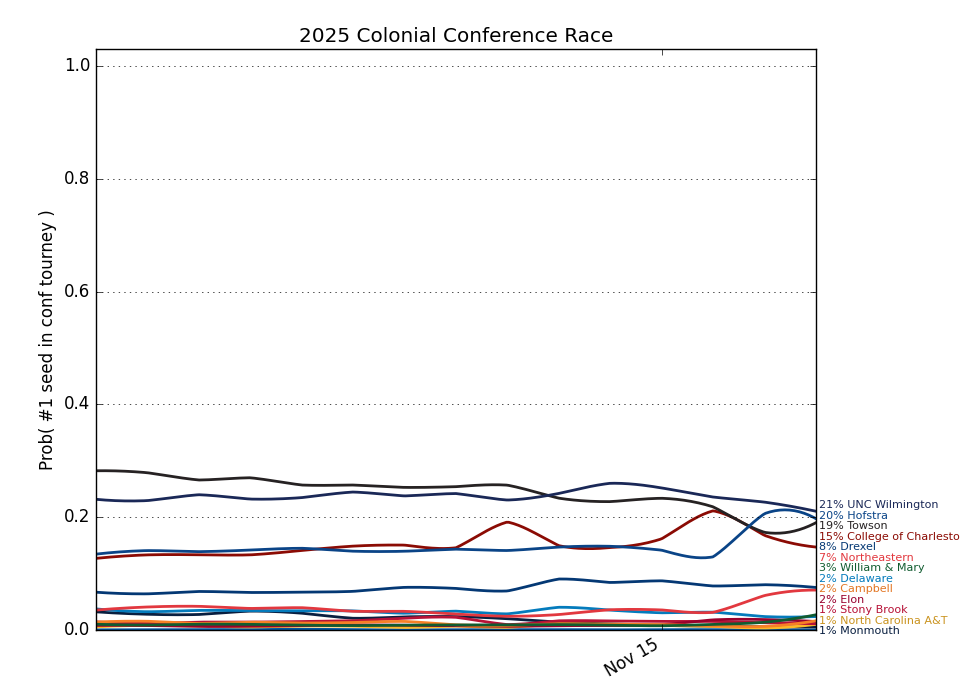 2025 Colonial Conference Race
Prob( #1 seed in conf tourney )
1.0
0.8
0.6
0.4
0.2
0.0
Nov 15
21% UNC Wilmington
20% Hofstra
19% Towson
15% College of Charlesto
8% Drexel
7% Northeastern
3% William & Mary
2% Delaware
2% Campbell
2% Elon
1% Stony Brook
1% North Carolina A&T
1% Monmouth